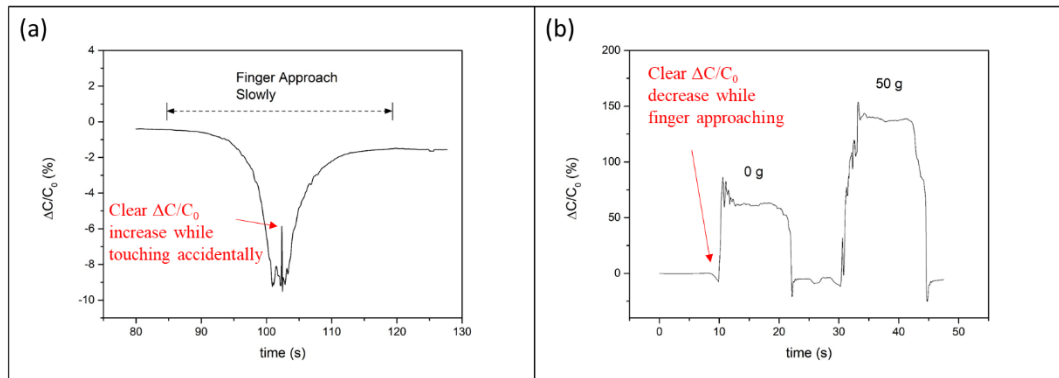 (a)
4
2
0
-2
-4
-6
-8
-10
ΔC/C₀ (%)
Finger Approach
Slowly
Clear ΔC/C₀
increase while
touching accidentally
80 90 100 110 120 130
time (s)
(b)
200
150
100
50
0
ΔC/C₀ (%)
Clear ΔC/C₀
decrease while
finger approaching
0 g
50 g
0 10 20 30 40 50
time (s)